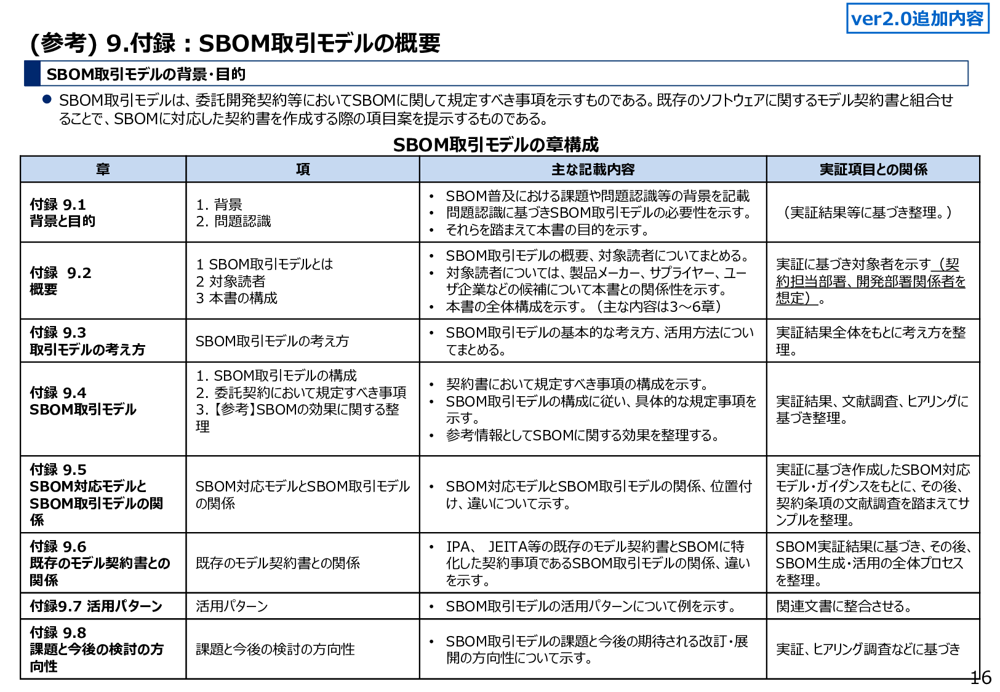 ver2.0追加内容
(参考) 9.付録：SBOM取引モデルの概要
SBOM取引モデルの背景･目的
● SBOM取引モデルは、委託開発契約等においてSBOMに関して規定すべき事項を示すものである。既存のソフトウェアに関するモデル契約書と組合せ
ることで、SBOMに対応した契約書を作成する際の項目案を提示するものである。
SBOM取引モデルの章構成
章
項
主な記載内容
実証項目との関係
付録 9.1
背景と目的
1. 背景
2. 問題認識
• SBOM普及における課題や問題認識等の背景を記載
• 問題認識に基づきSBOM取引モデルの必要性を示す。
• それらを踏まえて本書の目的を示す。
（実証結果等に基づき整理。）
付録 9.2
概要
1 SBOM取引モデルとは
2 対象読者
3 本書の構成
• SBOM取引モデルの概要、対象読者についてまとめる。
• 対象読者については、製品メーカー、サプライヤー、ユー
ザ企業などの候補について本書との関係性を示す。
• 本書の全体構成を示す。（主な内容は3～6章）
実証に基づき対象者を示す（契
約担当部署、開発部署関係者を
想定）。
付録 9.3
取引モデルの考え方
SBOM取引モデルの考え方
• SBOM取引モデルの基本的な考え方、活用方法につい
てまとめる。
実証結果全体をもとに考え方を整
理。
付録 9.4
SBOM取引モデル
1. SBOM取引モデルの構成
2. 委託契約において規定すべき事項
3.【参考】SBOMの効果に関する整
理
• 契約書において規定すべき事項の構成を示す。
• SBOM取引モデルの構成に従い、具体的な規定事項を
示す。
• 参考情報としてSBOMに関する効果を整理する。
実証結果、文献調査、ヒアリングに
基づき整理。
付録 9.5
SBOM対応モデルと
SBOM取引モデルの関
係
SBOM対応モデルとSBOM取引モデル
の関係
• SBOM対応モデルとSBOM取引モデルの関係、位置付
け、違いについて示す。
実証に基づき作成したSBOM対応
モデル･ガイダンスをもとに、その後、
契約条項の文献調査を踏まえてサ
ンプルを整理。
付録 9.6
既存のモデル契約書との
関係
既存のモデル契約書との関係
• IPA、 JEITA等の既存のモデル契約書とSBOMに特
化した契約事項であるSBOM取引モデルの関係、違い
を示す。
SBOM実証結果に基づき、その後、
SBOM生成･活用の全体プロセス
を整理。
付録9.7 活用パターン
活用パターン
• SBOM取引モデルの活用パターンについて例を示す。
関連文書に整合させる。
付録 9.8
課題と今後の検討の方
向性
課題と今後の検討の方向性
• SBOM取引モデルの課題と今後の期待される改訂･展
開の方向性について示す。
実証、ヒアリング調査などに基づき
16